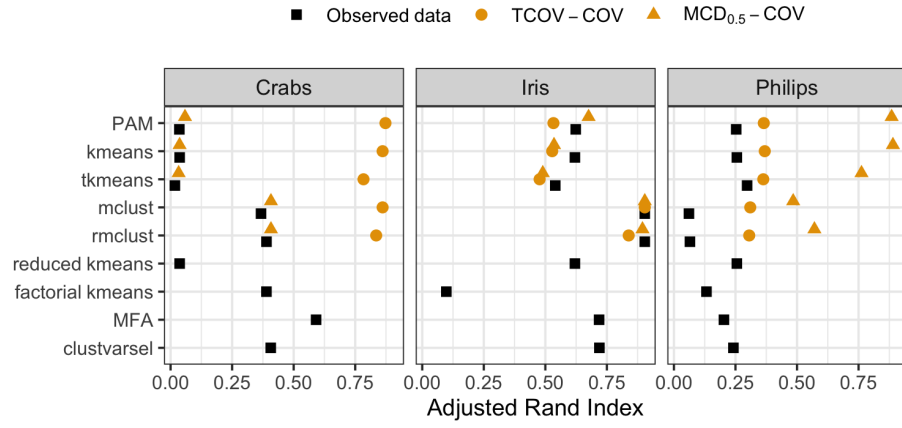 Observed data TCOV – COV MCD0.5 – COV
Crabs Iris Philips
PAM
kmeans
tkmeans
mclust
rmclust
reduced kmeans
factorial kmeans
MFA
clustvarsel
0.00 0.25 0.50 0.75 0.00 0.25 0.50 0.75 0.00 0.25 0.50 0.75
Adjusted Rand Index